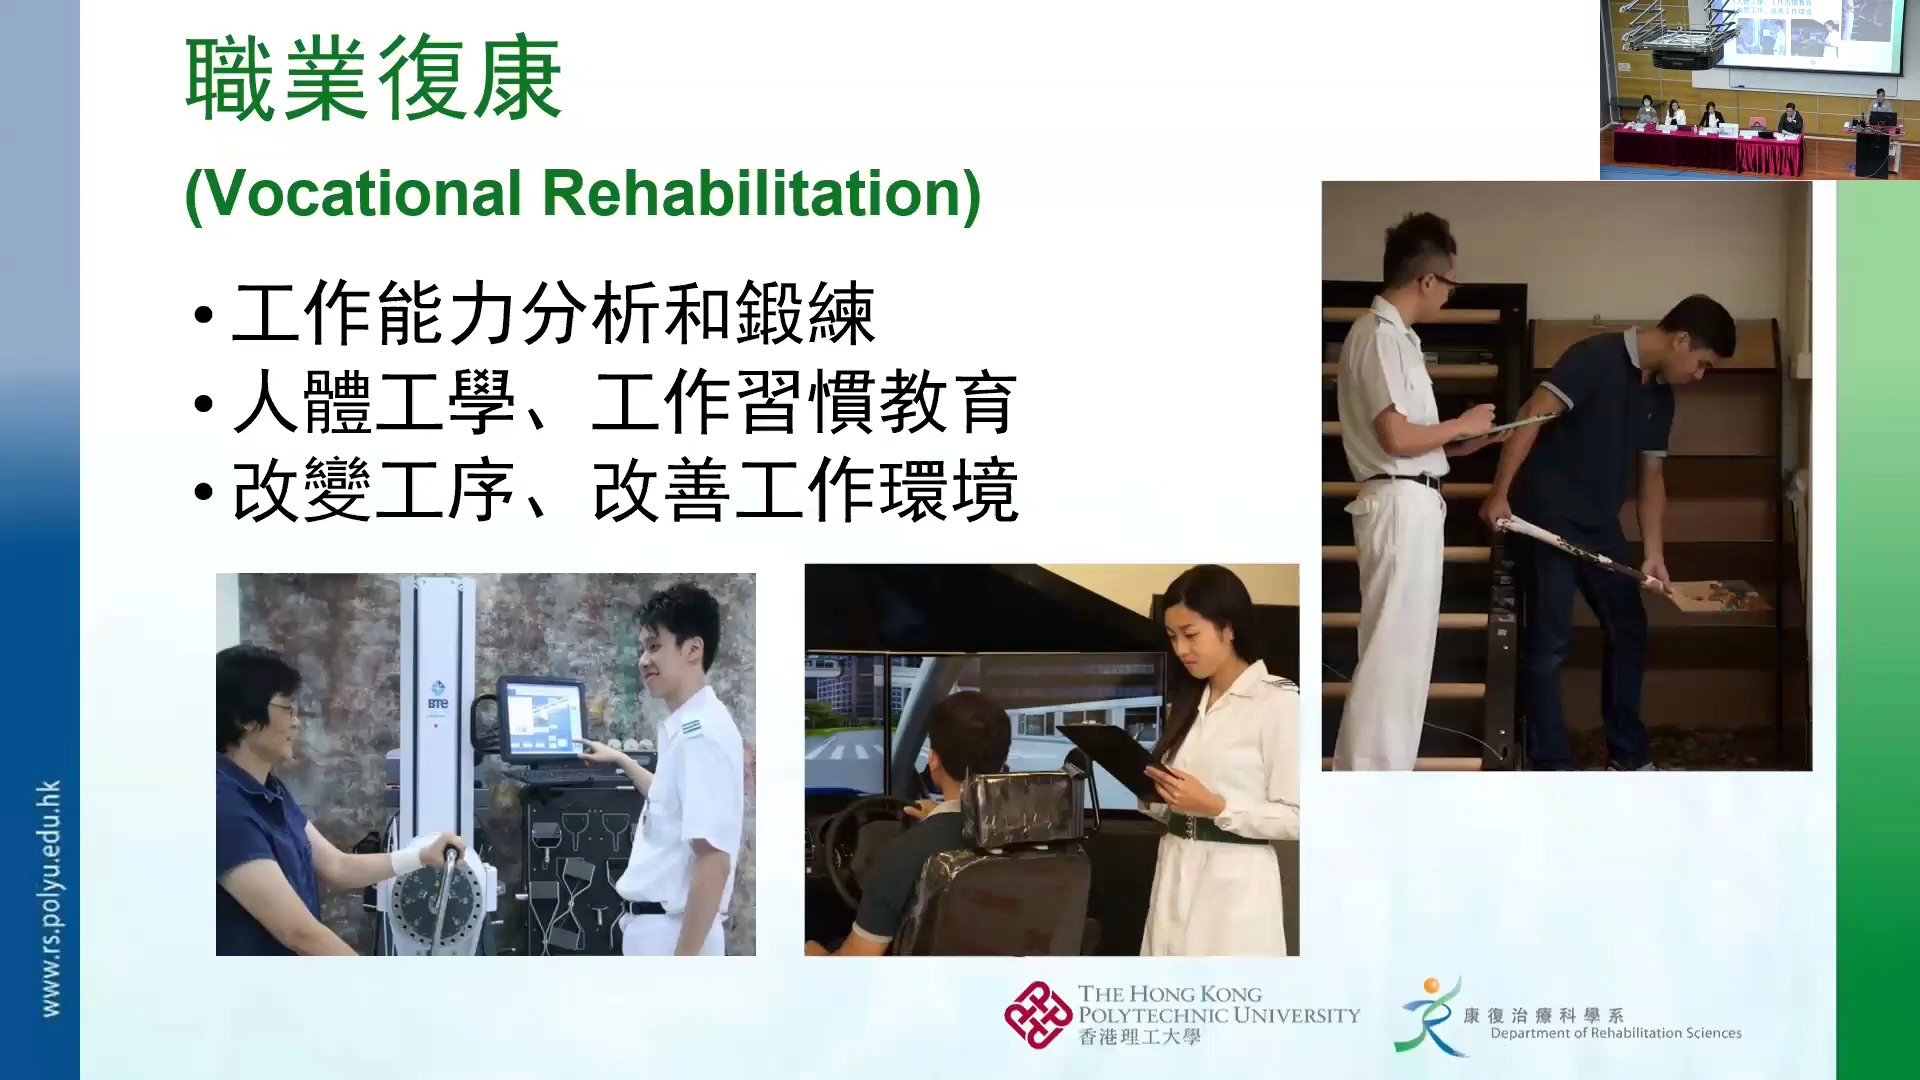 職業復康
(Vocational Rehabilitation)
• 工作能力分析和鍛練
• 人體工學、工作習慣教育
• 改變工序、改善工作環境
BTE
www.rs.polyu.edu.hk
THE HONG KONG
POLYTECHNIC UNIVERSITY
香港理工大學
康復治療科學系
Department of Rehabilitation Sciences